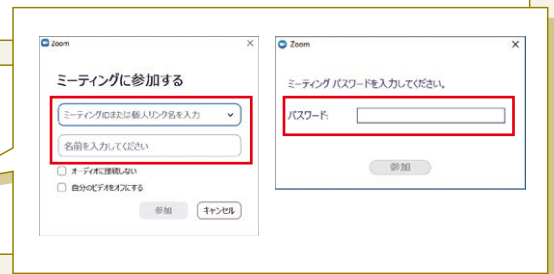 Zoom
ミーティングに参加する
ミーティングIDまたは個人リンク名を入力
名前を入力してください
オーディオに接続しない
自分のビデオをオフにする
参加
キャンセル
Zoom
ミーティング パスワードを入力してください。
パスワード:
参加